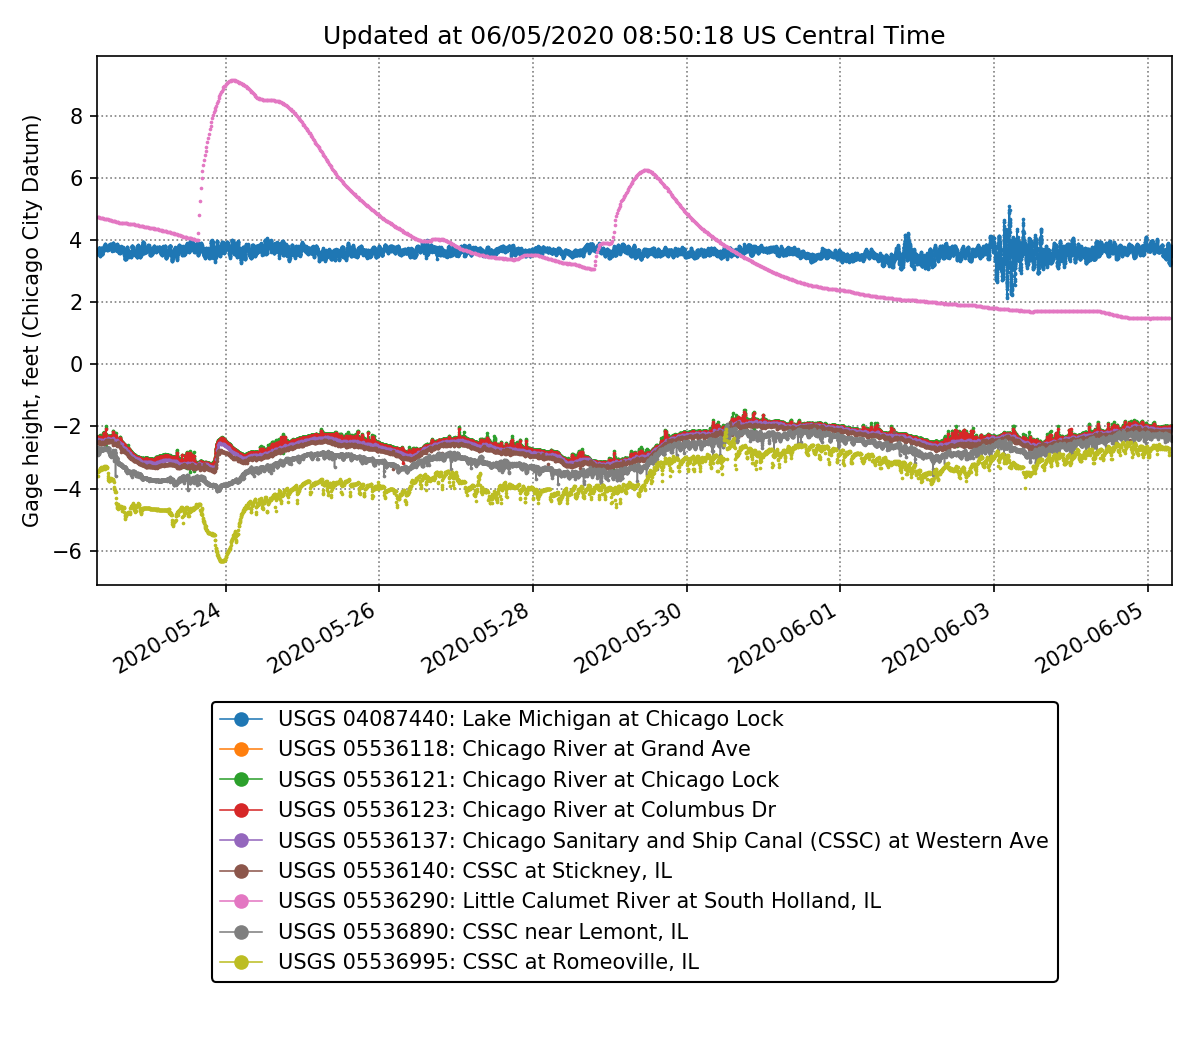 Updated at 06/05/2020 08:50:18 US Central Time
Gage height, feet (Chicago City Datum)
8
6
4
2
0
−2
−4
−6
2020-05-24
2020-05-26
2020-05-28
2020-05-30
2020-06-01
2020-06-03
2020-06-05
USGS 04087440: Lake Michigan at Chicago Lock
USGS 05536118: Chicago River at Grand Ave
USGS 05536121: Chicago River at Chicago Lock
USGS 05536123: Chicago River at Columbus Dr
USGS 05536137: Chicago Sanitary and Ship Canal (CSSC) at Western Ave
USGS 05536140: CSSC at Stickney, IL
USGS 05536290: Little Calumet River at South Holland, IL
USGS 05536890: CSSC near Lemont, IL
USGS 05536995: CSSC at Romeoville, IL